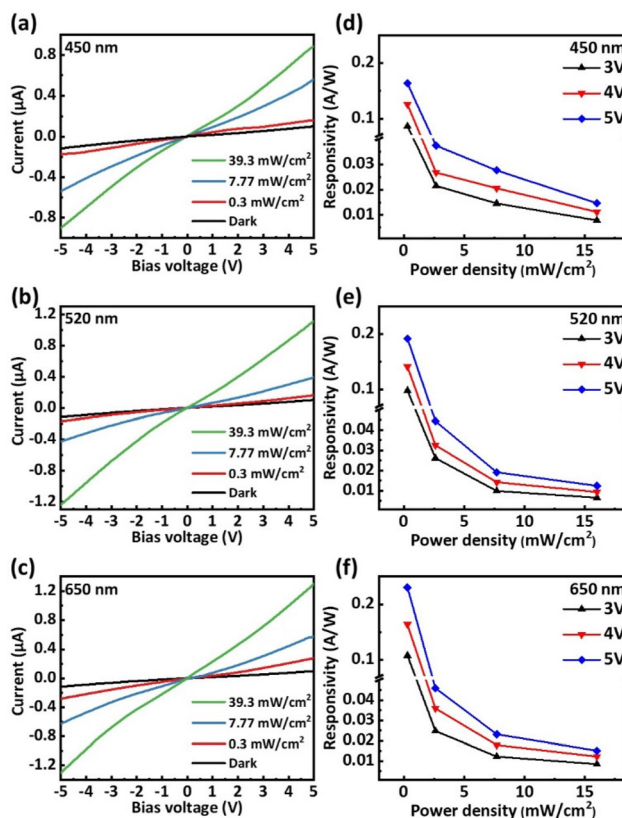 (a)
450 nm
0.8
0.4
0.0
-0.4
-0.8
Current (µA)
39.3 mW/cm²
7.77 mW/cm²
0.3 mW/cm²
Dark
-5 -4 -3 -2 -1 0 1 2 3 4 5
Bias voltage (V)
(d)
450 nm
3V
4V
5V
0.2
0.1
0.03
0.02
0.01
Responsivity (A/W)
0 5 10 15
Power density (mW/cm²)
(b)
520 nm
1.2
0.8
0.4
0.0
-0.4
-0.8
-1.2
Current (µA)
39.3 mW/cm²
7.77 mW/cm²
0.3 mW/cm²
Dark
-5 -4 -3 -2 -1 0 1 2 3 4 5
Bias voltage (V)
(e)
520 nm
3V
4V
5V
0.2
0.1
0.04
0.03
0.02
0.01
Responsivity (A/W)
0 5 10 15
Power density (mW/cm²)
(c)
650 nm
1.2
0.8
0.4
0.0
-0.4
-0.8
-1.2
Current (µA)
39.3 mW/cm²
7.77 mW/cm²
0.3 mW/cm²
Dark
-5 -4 -3 -2 -1 0 1 2 3 4 5
Bias voltage (V)
(f)
650 nm
3V
4V
5V
0.2
0.1
0.04
0.03
0.02
0.01
Responsivity (A/W)
0 5 10 15
Power density (mW/cm²)